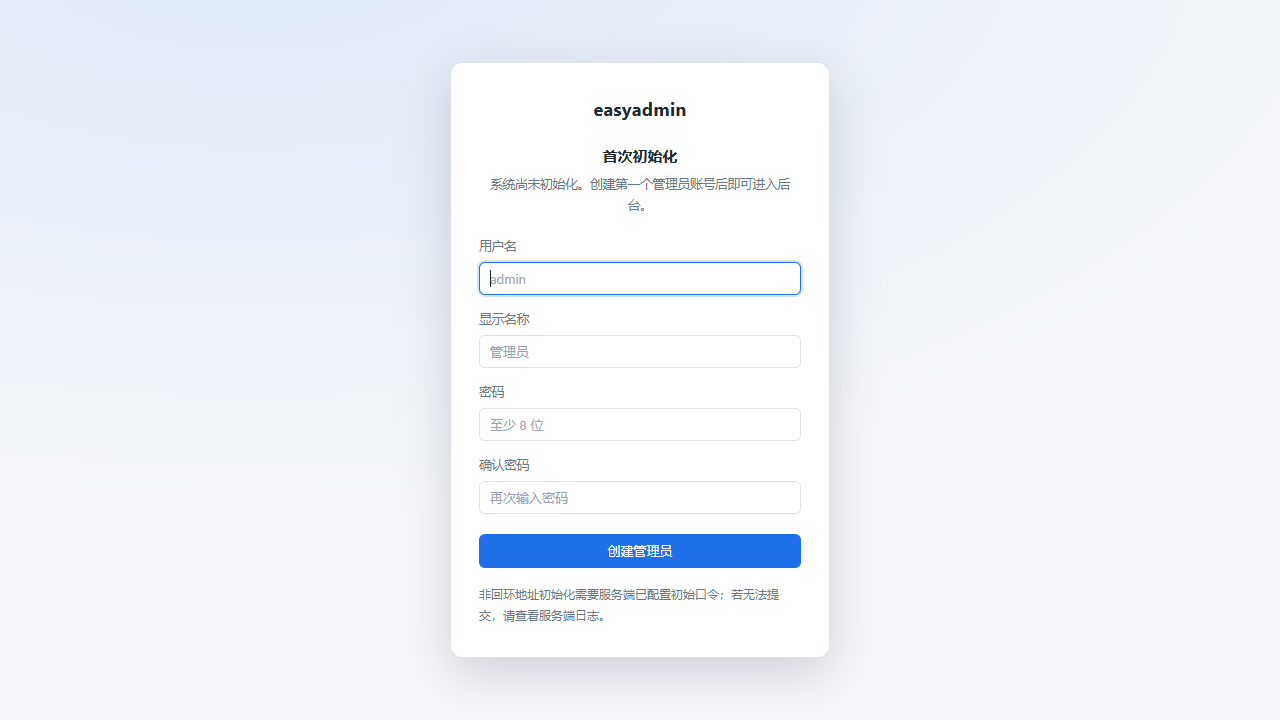 easyadmin
首次初始化
系统尚未初始化。创建第一个管理员账号后即可进入后
台。
用户名
admin
显示名称
管理员
密码
至少 8 位
确认密码
再次输入密码
创建管理员
非回环地址初始化需要服务端已配置初始口令；若无法提
交，请查看服务端日志。